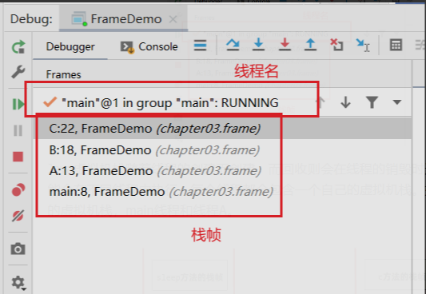 Debug: FrameDemo
Debugger Console
Frames
线程名
"main"@1 in group "main": RUNNING
C:22, FrameDemo (chapter03.frame)
B:18, FrameDemo (chapter03.frame)
A:13, FrameDemo (chapter03.frame)
main:8, FrameDemo (chapter03.frame)
栈帧